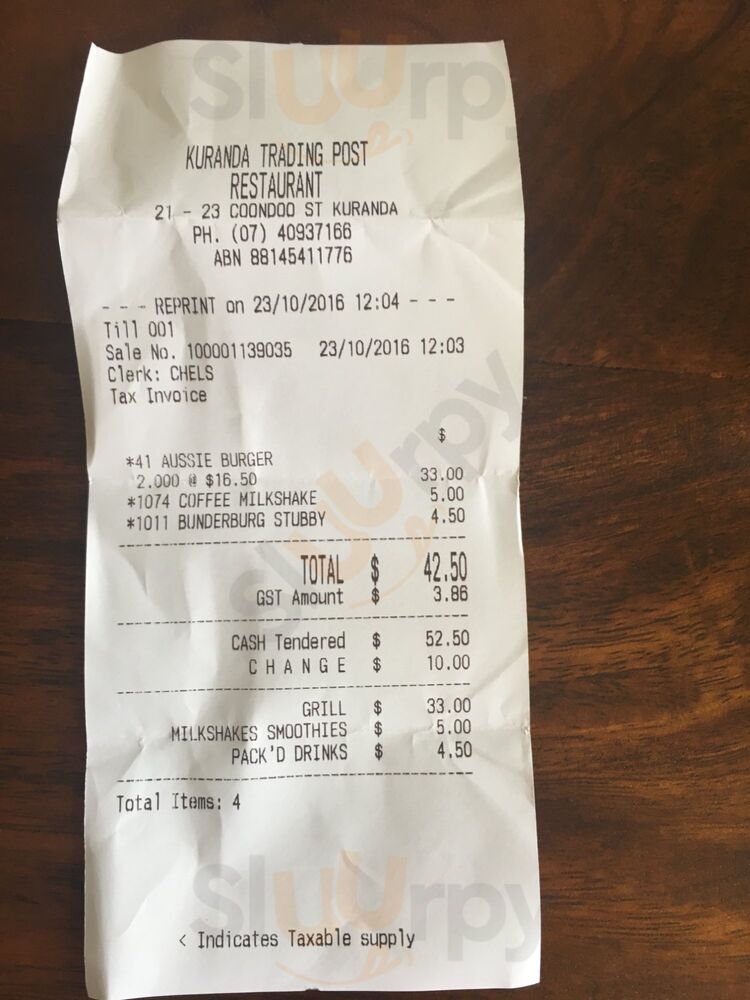 KURANDA TRADING POST
RESTAURANT
21 - 23 COONDOO ST KURANDA
PH. (07) 40937166
ABN 88145411776
- - - REPRINT on 23/10/2016 12:04 - - -
Till 001
Sale No. 100001139035 23/10/2016 12:03
Clerk: CHELS
Tax Invoice
$
*41 AUSSIE BURGER
2.000 @ $16.50 33.00
*1074 COFFEE MILKSHAKE 5.00
*1011 BUNDERBURG STUBBY 4.50
TOTAL $ 42.50
GST Amount $ 3.86
CASH Tendered $ 52.50
C H A N G E $ 10.00
GRILL $ 33.00
MILKSHAKES SMOOTHIES $ 5.00
PACK'D DRINKS $ 4.50
Total Items: 4
< Indicates Taxable supply
Sluurpy
Sluurpy
Sluurpy